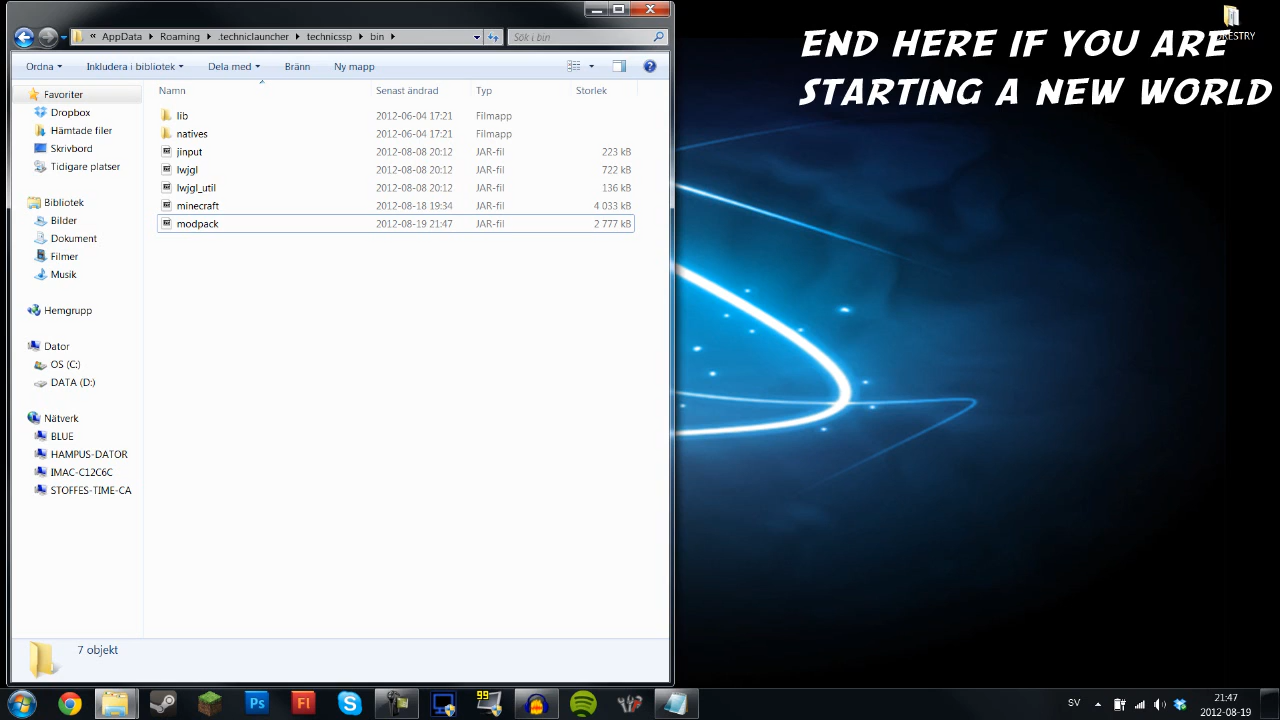 END HERE IF YOU ARE
STARTING A NEW WORLD
« AppData Roaming .techniclauncher technicssp bin
Sök i bin
Ordna Inkludera i bibliotek Dela med Bränn Ny mapp
Namn Senast ändrad Typ Storlek
Favoriter
Dropbox
Hämtade filer
Skrivbord
Tidigare platser
Bibliotek
Bilder
Dokument
Filmer
Musik
Hemgrupp
Dator
OS (C:)
DATA (D:)
Nätverk
BLUE
HAMPUS-DATOR
IMAC-C12C6C
STOFFES-TIME-CA
lib 2012-06-04 17:21 Filmapp
natives 2012-06-04 17:21 Filmapp
jinput 2012-08-08 20:12 JAR-fil 223 kB
lwjgl 2012-08-08 20:12 JAR-fil 722 kB
lwjgl_util 2012-08-08 20:12 JAR-fil 136 kB
minecraft 2012-08-18 19:34 JAR-fil 4 033 kB
modpack 2012-08-19 21:47 JAR-fil 2 777 kB
7 objekt
Ps
Fl
99
SV
21:47
2012-08-19